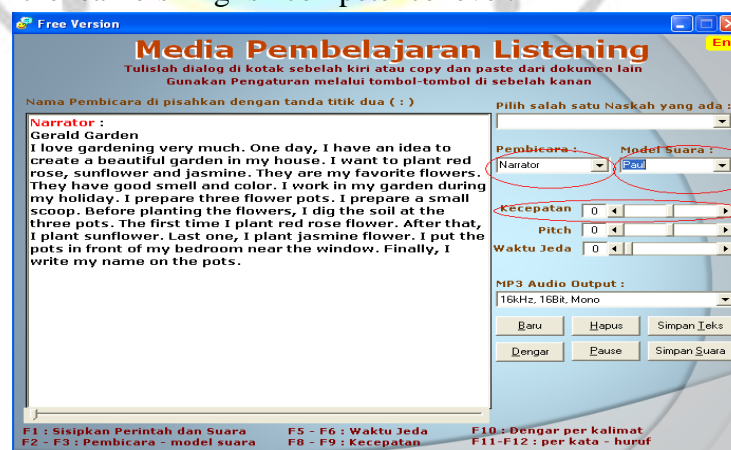 Free Version
Media Pembelajaran Listening
En
Tulislah dialog di kotak sebelah kiri atau copy dan paste dari dokumen lain
Gunakan Pengaturan melalui tombol-tombol di sebelah kanan
Nama Pembicara di pisahkan dengan tanda titik dua ( : )
Narrator :
Gerald Garden
I love gardening very much. One day, I have an idea to
create a beautiful garden in my house. I want to plant red
rose, sunflower and jasmine. They are my favorite flowers.
They have good smell and color. I work in my garden during
my holiday. I prepare three flower pots. I prepare a small
scoop. Before planting the flowers, I dig the soil at the
three pots. The first time I plant red rose flower. After that,
I plant sunflower. Last one, I plant jasmine flower. I put the
pots in front of my bedroom near the window. Finally, I
write my name on the pots.
Pilih salah satu Naskah yang ada :
Pembicara : Model Suara :
Narrator Paul
Kecepatan 0
Pitch 0
Waktu Jeda 0
MP3 Audio Output :
16kHz, 16Bit, Mono
Baru Hapus Simpan Teks
Dengar Pause Simpan Suara
F1 : Sisipkan Perintah dan Suara F5 - F6 : Waktu Jeda F10 : Dengar per kalimat
F2 - F3 : Pembicara - model suara F8 - F9 : Kecepatan F11-F12 : per kata - huruf